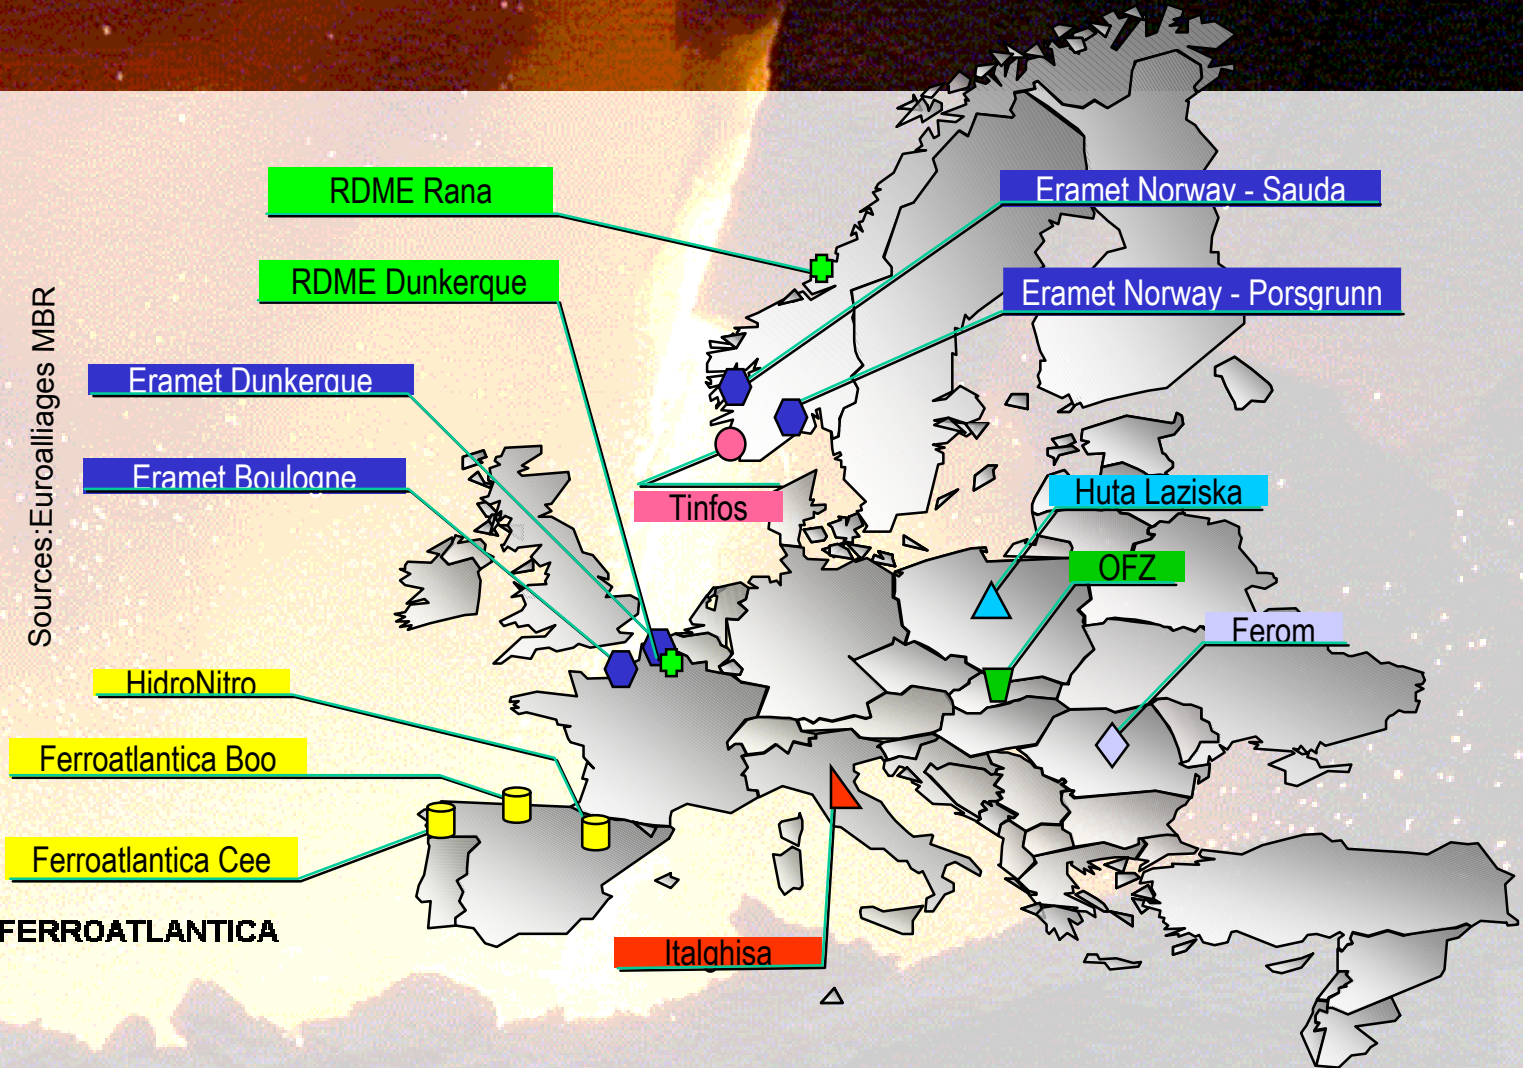 RDME Rana
Eramet Norway - Sauda
RDME Dunkerque
Eramet Norway - Porsgrunn
Sources:Euroalliages MBR
Eramet Dunkerque
Eramet Boulogne
Tinfos
Huta Laziska
OFZ
Ferom
HidroNitro
Ferroatlantica Boo
Ferroatlantica Cee
FERROATLANTICA
Italghisa